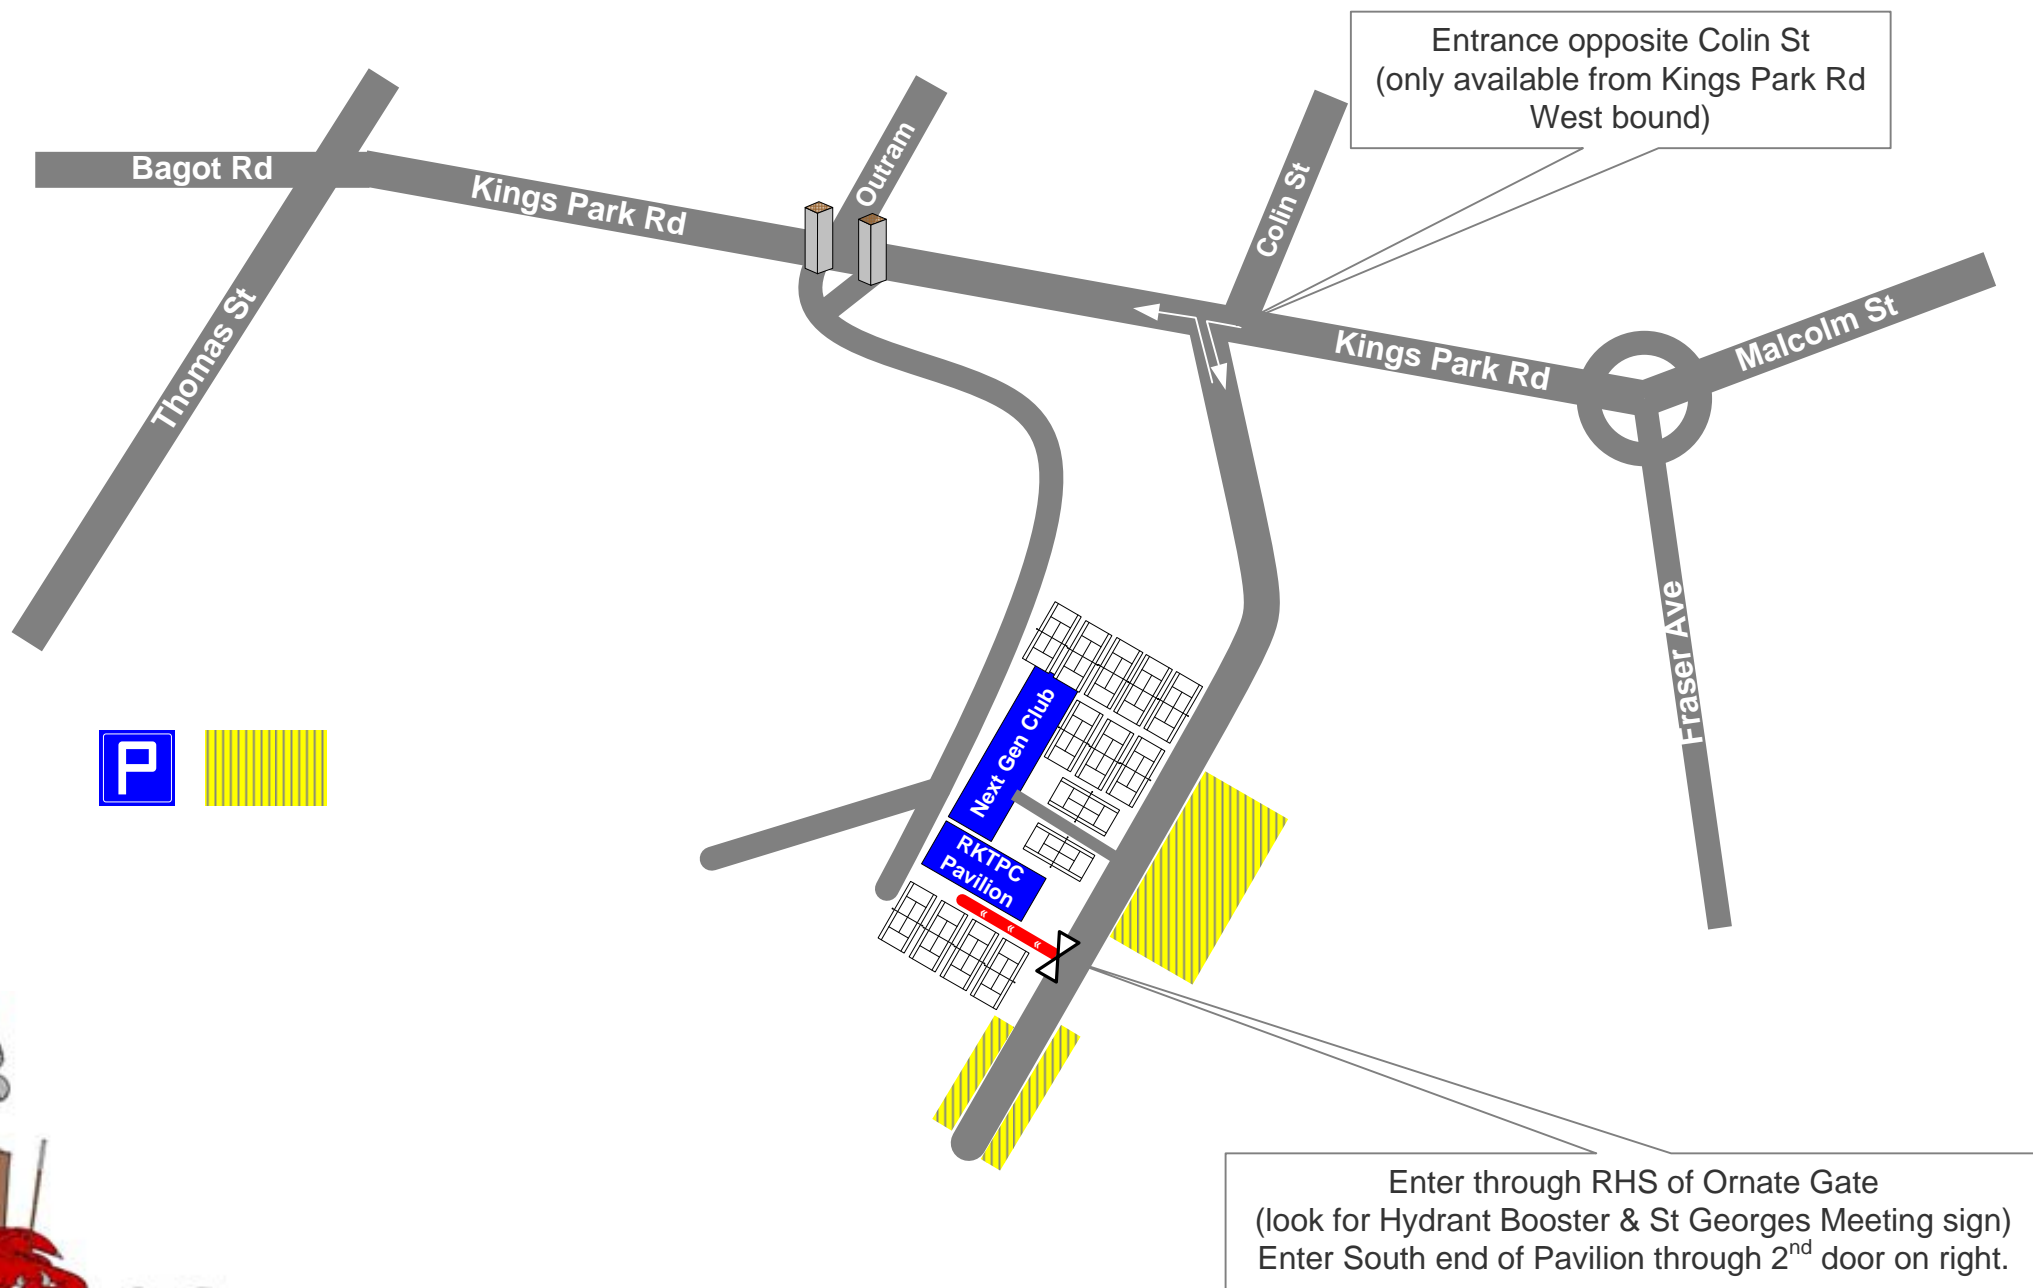 Entrance opposite Colin St
(only available from Kings Park Rd
West bound)
Bagot Rd
Kings Park Rd
Outram
Colin St
Thomas St
Kings Park Rd
Malcolm St
Fraser Ave
P
Next Gen Club
RKTPC
Pavilion
Enter through RHS of Ornate Gate
(look for Hydrant Booster & St Georges Meeting sign)
Enter South end of Pavilion through 2nd door on right.